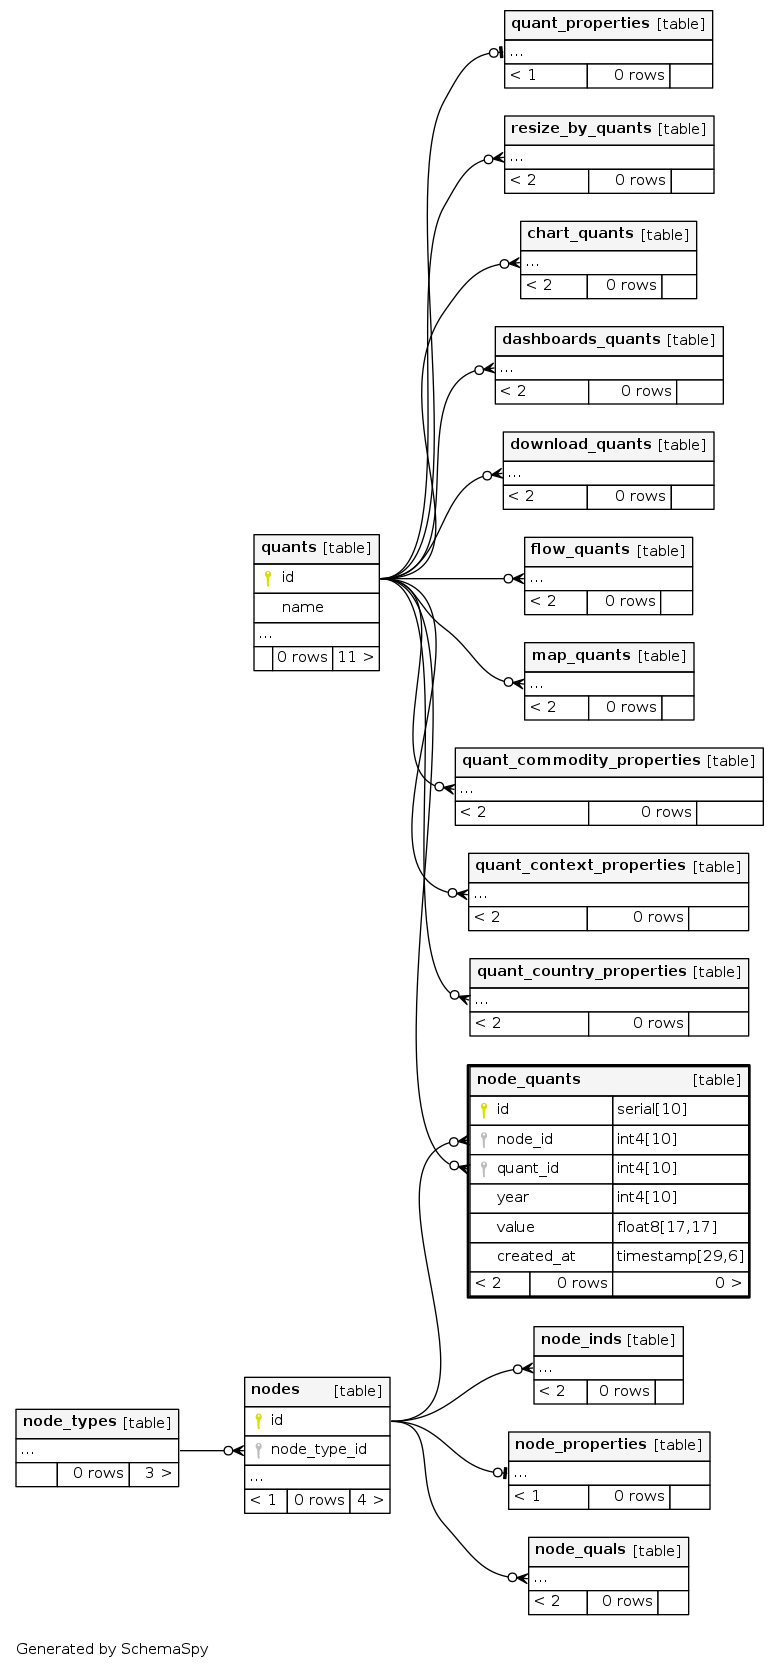 quant_properties [table]
...
< 1 0 rows
resize_by_quants [table]
...
< 2 0 rows
chart_quants [table]
...
< 2 0 rows
dashboards_quants [table]
...
< 2 0 rows
download_quants [table]
...
< 2 0 rows
quants [table]
id
name
...
0 rows 11 >
flow_quants [table]
...
< 2 0 rows
map_quants [table]
...
< 2 0 rows
quant_commodity_properties [table]
...
< 2 0 rows
quant_context_properties [table]
...
< 2 0 rows
quant_country_properties [table]
...
< 2 0 rows
node_quants [table]
id serial[10]
node_id int4[10]
quant_id int4[10]
year int4[10]
value float8[17,17]
created_at timestamp[29,6]
< 2 0 rows 0 >
node_inds [table]
...
< 2 0 rows
nodes [table]
id
node_type_id
...
< 1 0 rows 4 >
node_types [table]
...
0 rows 3 >
node_properties [table]
...
< 1 0 rows
node_quals [table]
...
< 2 0 rows
Generated by SchemaSpy